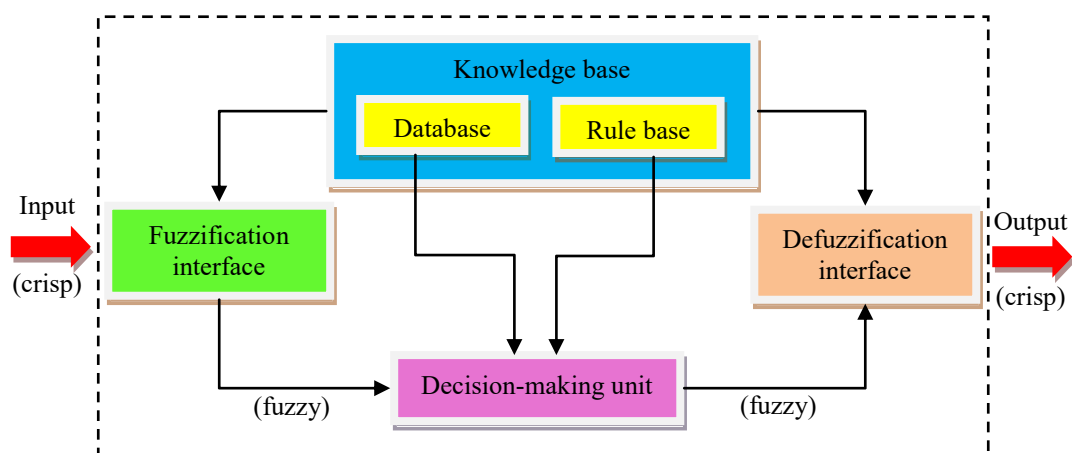 Knowledge base
Database
Rule base
Input
(crisp)
Fuzzification
interface
Defuzzification
interface
Output
(crisp)
Decision-making unit
(fuzzy)
(fuzzy)